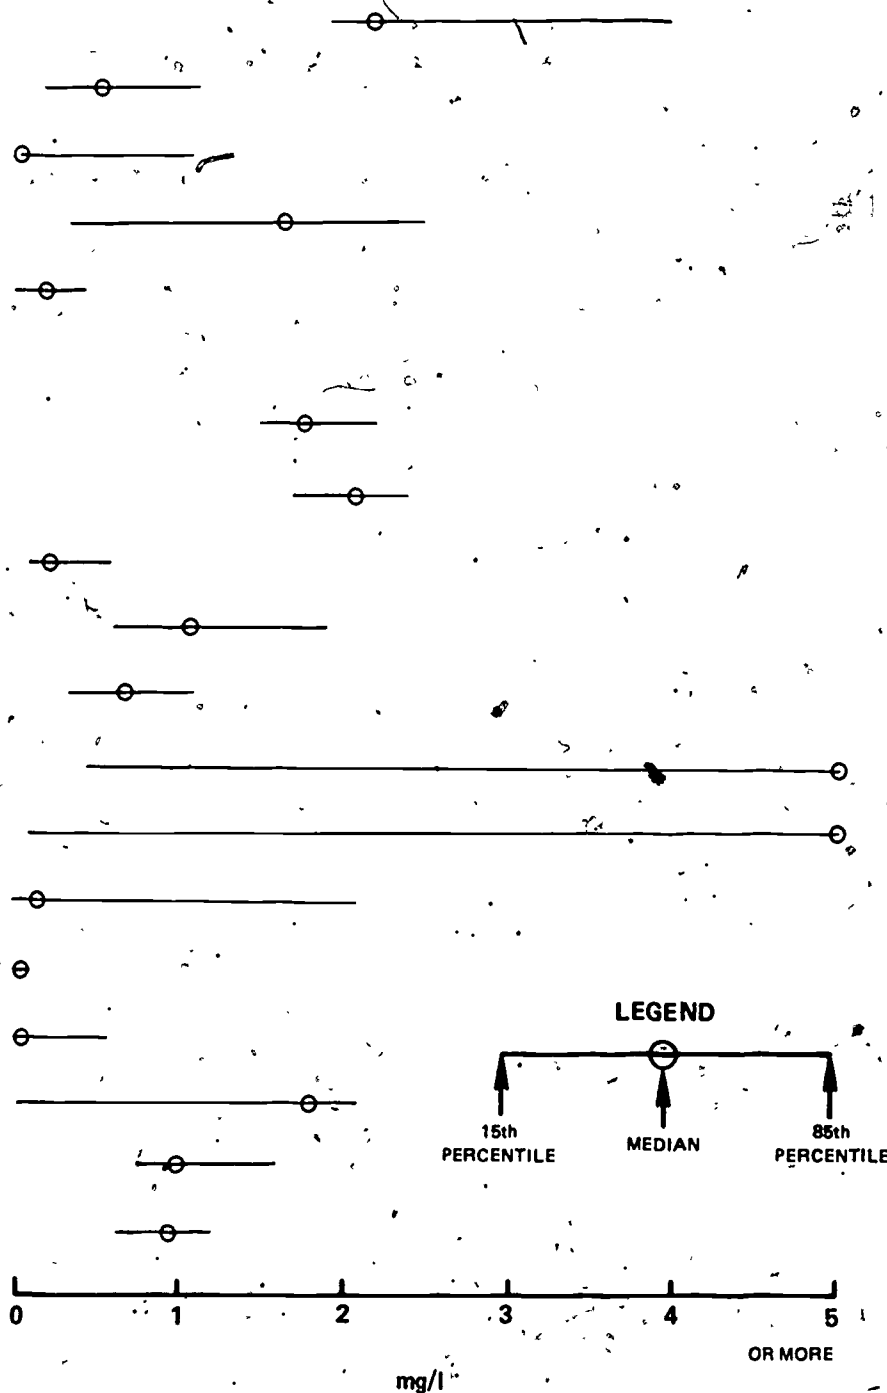 LEGEND
15th
PERCENTILE
MEDIAN
85th
PERCENTILE
0 1 2 3 4 5
OR MORE
mg/l